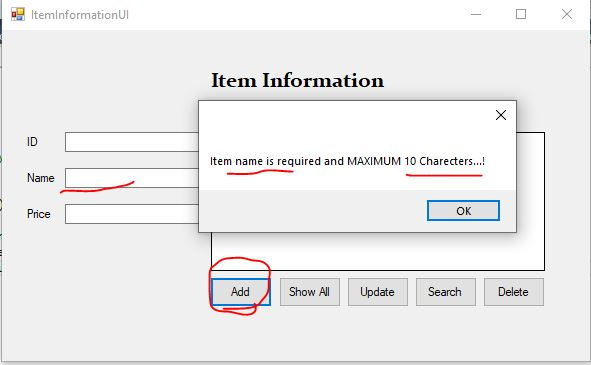 ItemInformationUI
Item Information
Item name is required and MAXIMUM 10 Charecters...!
OK
ID
Name
Price
Add Show All Update Search Delete